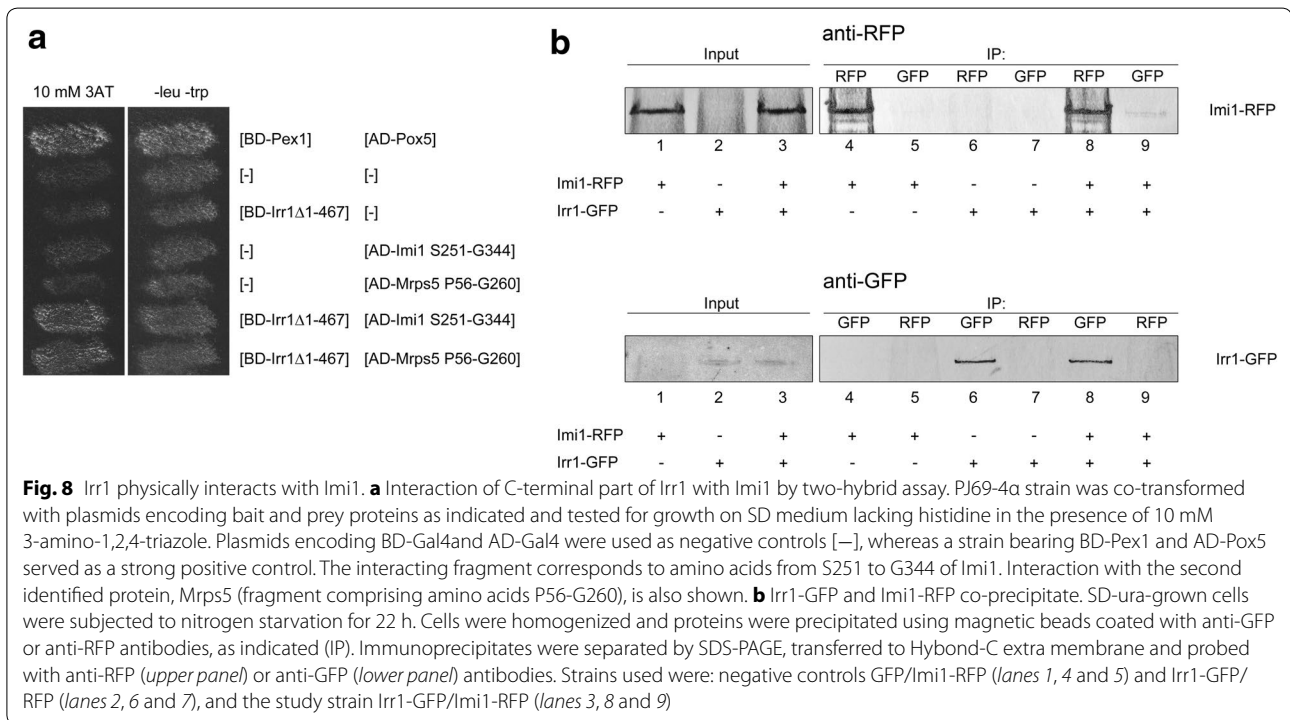 a
10 mM 3AT -leu -trp
[BD-Pex1] [AD-Pox5]
[-] [-]
[BD-Irr1Δ1-467] [-]
[-] [AD-Imi1 S251-G344]
[-] [AD-Mrps5 P56-G260]
[BD-Irr1Δ1-467] [AD-Imi1 S251-G344]
[BD-Irr1Δ1-467] [AD-Mrps5 P56-G260]
b
anti-RFP
Input IP:
RFP GFP RFP GFP RFP GFP
Imi1-RFP
1 2 3 4 5 6 7 8 9
Imi1-RFP + - + + + - - + +
Irr1-GFP - + + - - + + + +
anti-GFP
Input IP:
GFP RFP GFP RFP GFP RFP
Irr1-GFP
1 2 3 4 5 6 7 8 9
Imi1-RFP + - + + + - - + +
Irr1-GFP - + + - - + + + +
Fig. 8 Irr1 physically interacts with Imi1. a Interaction of C-terminal part of Irr1 with Imi1 by two-hybrid assay. PJ69-4α strain was co-transformed
with plasmids encoding bait and prey proteins as indicated and tested for growth on SD medium lacking histidine in the presence of 10 mM
3-amino-1,2,4-triazole. Plasmids encoding BD-Gal4and AD-Gal4 were used as negative controls [—], whereas a strain bearing BD-Pex1 and AD-Pox5
served as a strong positive control. The interacting fragment corresponds to amino acids from S251 to G344 of Imi1. Interaction with the second
identified protein, Mrps5 (fragment comprising amino acids P56-G260), is also shown. b Irr1-GFP and Imi1-RFP co-precipitate. SD-ura-grown cells
were subjected to nitrogen starvation for 22 h. Cells were homogenized and proteins were precipitated using magnetic beads coated with anti-GFP
or anti-RFP antibodies, as indicated (IP). Immunoprecipitates were separated by SDS-PAGE, transferred to Hybond-C extra membrane and probed
with anti-RFP (upper panel) or anti-GFP (lower panel) antibodies. Strains used were: negative controls GFP/Imi1-RFP (lanes 1, 4 and 5) and Irr1-GFP/
RFP (lanes 2, 6 and 7), and the study strain Irr1-GFP/Imi1-RFP (lanes 3, 8 and 9)